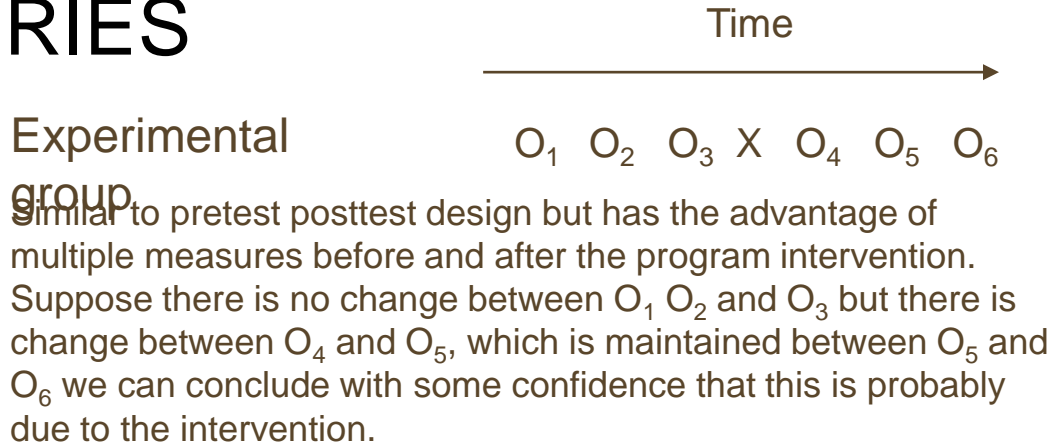 RIES
Time
Experimental
group
O₁ O₂ O₃ X O₄ O₅ O₆
Similar to pretest posttest design but has the advantage of
multiple measures before and after the program intervention.
Suppose there is no change between O₁ O₂ and O₃ but there is
change between O₄ and O₅, which is maintained between O₅ and
O₆ we can conclude with some confidence that this is probably
due to the intervention.